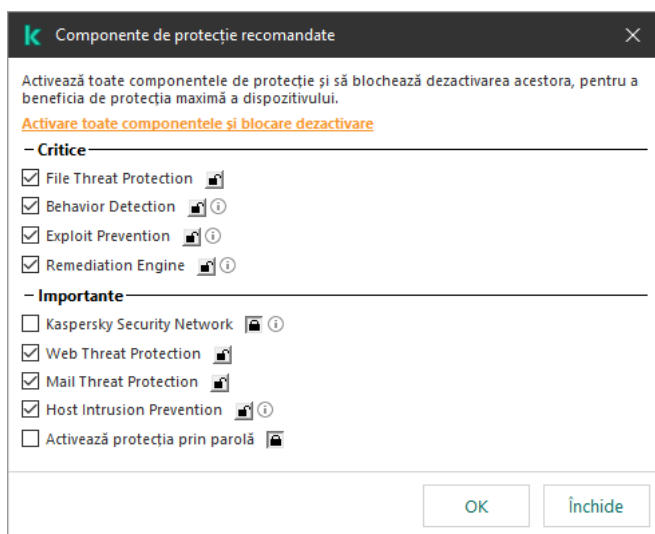 Componente de protecție recomandate
Activează toate componentele de protecție și să blochează dezactivarea acestora, pentru a
beneficia de protecția maximă a dispozitivului.
Activare toate componentele și blocare dezactivare
Critice
File Threat Protection
Behavior Detection
Exploit Prevention
Remediation Engine
Importante
Kaspersky Security Network
Web Threat Protection
Mail Threat Protection
Host Intrusion Prevention
Activează protecția prin parolă
OK
Închide